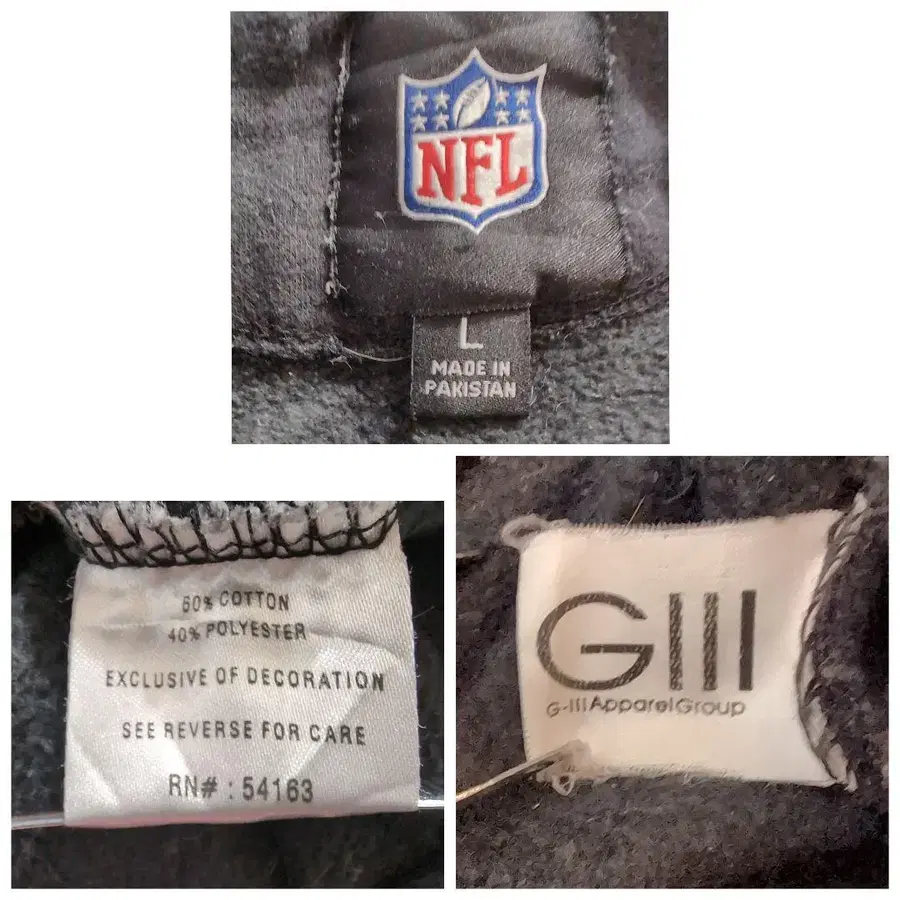 NFL
L
MADE IN
PAKISTAN
60% COTTON
40% POLYESTER
EXCLUSIVE OF DECORATION
SEE REVERSE FOR CARE
RN# : 54163
GIII
G-III Apparel Group